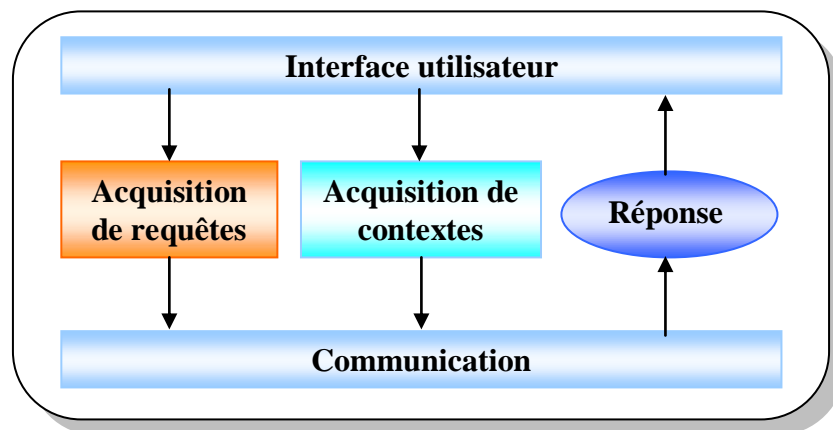 Interface utilisateur
Acquisition
de requêtes
Acquisition de
contextes
Réponse
Communication